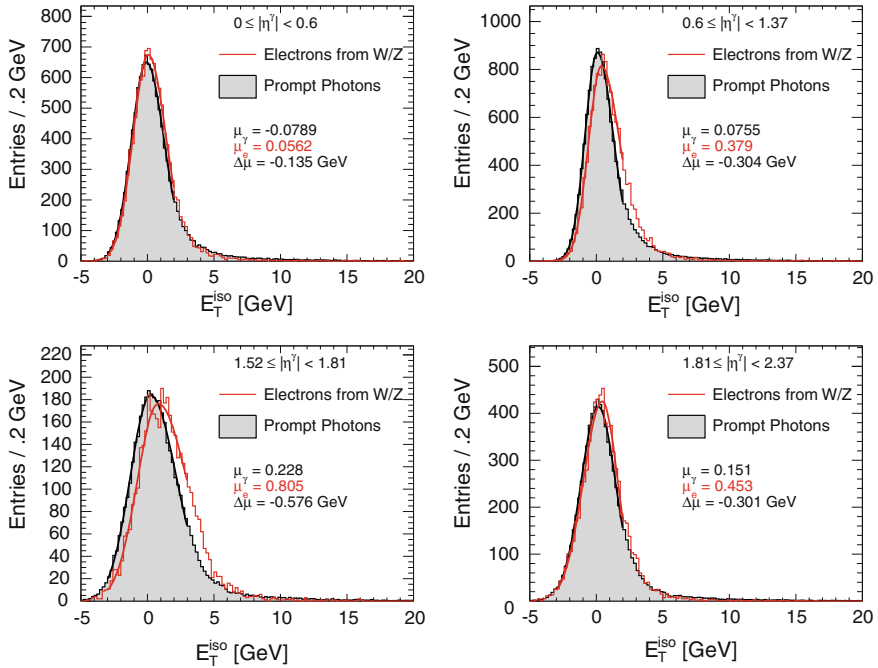 800
700
600
500
400
300
200
100
0
Entries / .2 GeV
0 ≤ |η^γ| < 0.6
Electrons from W/Z
Prompt Photons
μ_γ = -0.0789
μ_e = 0.0562
Δμ = -0.135 GeV
-5 0 5 10 15 20
E_T^iso [GeV]
1000
800
600
400
200
0
Entries / .2 GeV
0.6 ≤ |η^γ| < 1.37
Electrons from W/Z
Prompt Photons
μ_γ = 0.0755
μ_e = 0.379
Δμ = -0.304 GeV
-5 0 5 10 15 20
E_T^iso [GeV]
220
200
180
160
140
120
100
80
60
40
20
0
Entries / .2 GeV
1.52 ≤ |η^γ| < 1.81
Electrons from W/Z
Prompt Photons
μ_γ = 0.228
μ_e = 0.805
Δμ = -0.576 GeV
-5 0 5 10 15 20
E_T^iso [GeV]
500
400
300
200
100
0
Entries / .2 GeV
1.81≤ |η^γ| < 2.37
Electrons from W/Z
Prompt Photons
μ_γ = 0.151
μ_e = 0.453
Δμ = -0.301 GeV
-5 0 5 10 15 20
E_T^iso [GeV]